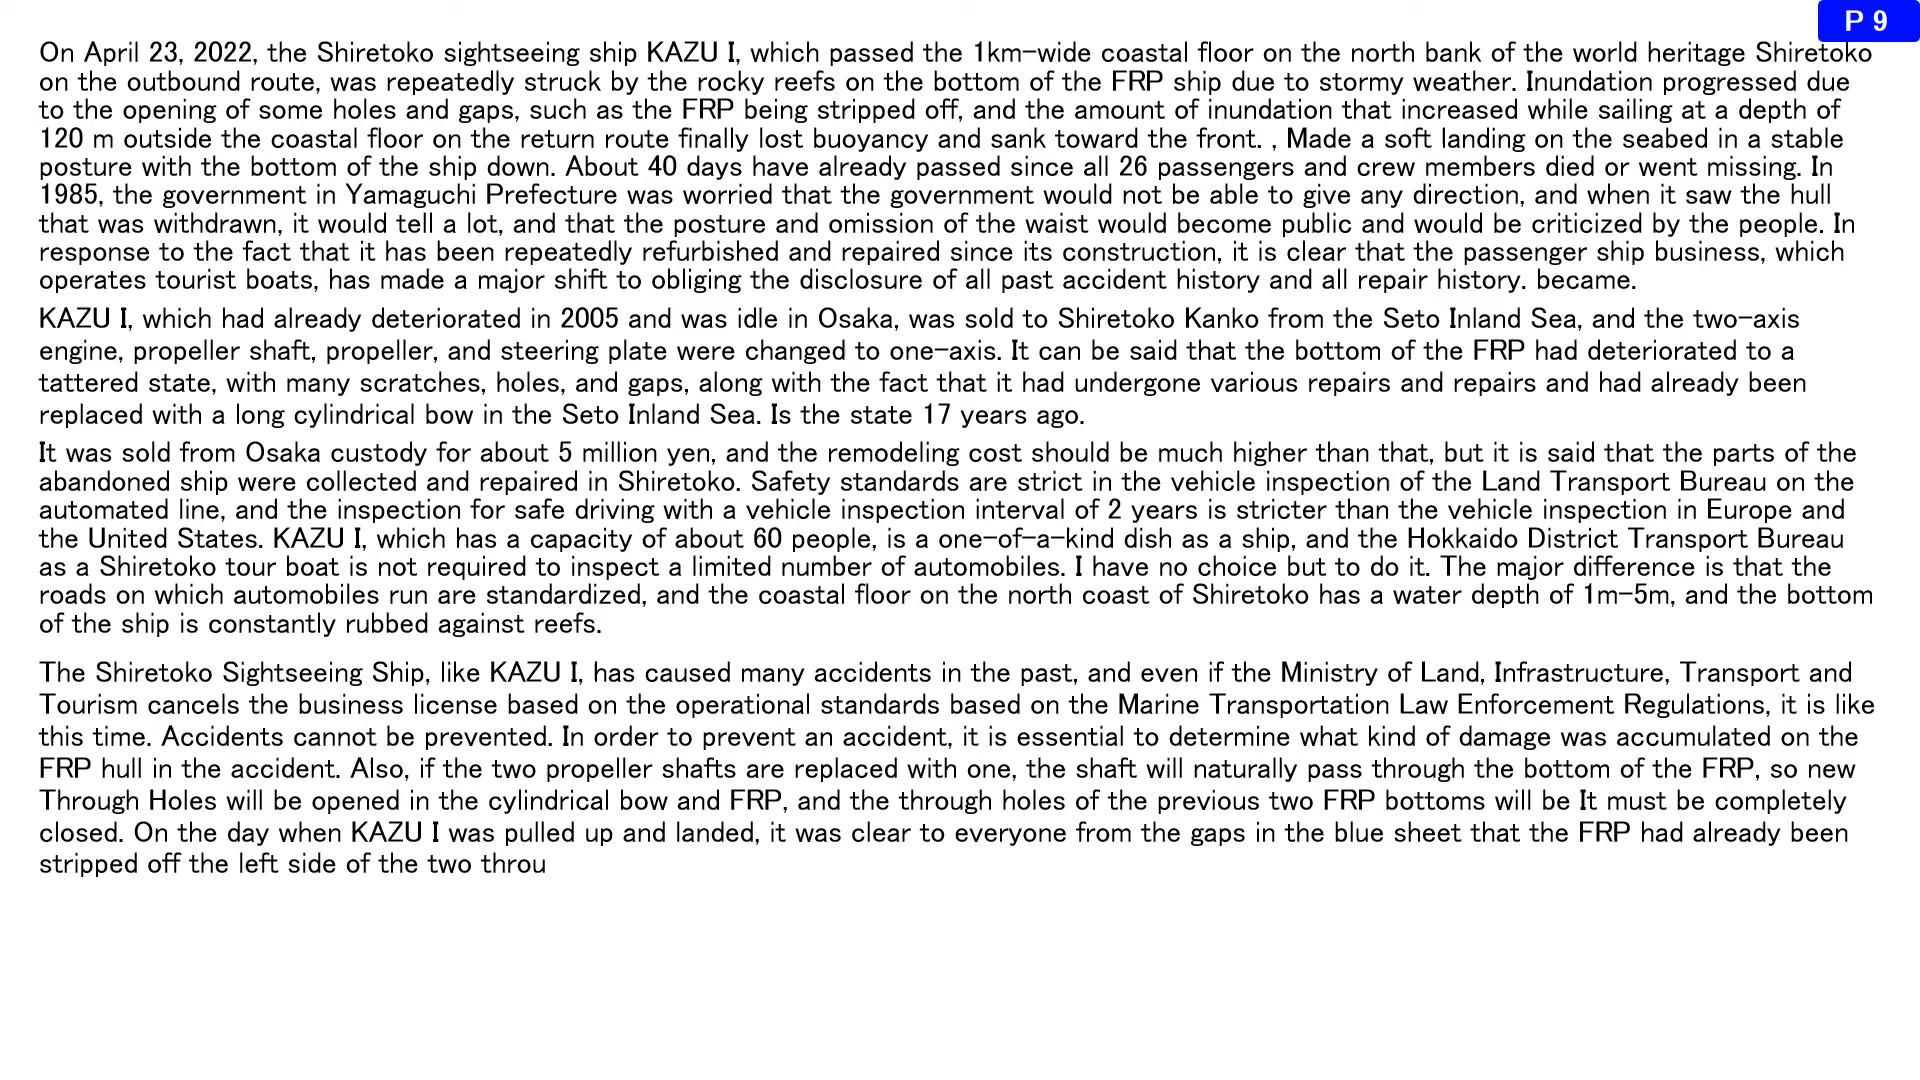 P 9
On April 23, 2022, the Shiretoko sightseeing ship KAZU I, which passed the 1km-wide coastal floor on the north bank of the world heritage Shiretoko
on the outbound route, was repeatedly struck by the rocky reefs on the bottom of the FRP ship due to stormy weather. Inundation progressed due
to the opening of some holes and gaps, such as the FRP being stripped off, and the amount of inundation that increased while sailing at a depth of
120 m outside the coastal floor on the return route finally lost buoyancy and sank toward the front. , Made a soft landing on the seabed in a stable
posture with the bottom of the ship down. About 40 days have already passed since all 26 passengers and crew members died or went missing. In
1985, the government in Yamaguchi Prefecture was worried that the government would not be able to give any direction, and when it saw the hull
that was withdrawn, it would tell a lot, and that the posture and omission of the waist would become public and would be criticized by the people. In
response to the fact that it has been repeatedly refurbished and repaired since its construction, it is clear that the passenger ship business, which
operates tourist boats, has made a major shift to obliging the disclosure of all past accident history and all repair history. became.
KAZU I, which had already deteriorated in 2005 and was idle in Osaka, was sold to Shiretoko Kanko from the Seto Inland Sea, and the two-axis
engine, propeller shaft, propeller, and steering plate were changed to one-axis. It can be said that the bottom of the FRP had deteriorated to a
tattered state, with many scratches, holes, and gaps, along with the fact that it had undergone various repairs and repairs and had already been
replaced with a long cylindrical bow in the Seto Inland Sea. Is the state 17 years ago.
It was sold from Osaka custody for about 5 million yen, and the remodeling cost should be much higher than that, but it is said that the parts of the
abandoned ship were collected and repaired in Shiretoko. Safety standards are strict in the vehicle inspection of the Land Transport Bureau on the
automated line, and the inspection for safe driving with a vehicle inspection interval of 2 years is stricter than the vehicle inspection in Europe and
the United States. KAZU I, which has a capacity of about 60 people, is a one-of-a-kind dish as a ship, and the Hokkaido District Transport Bureau
as a Shiretoko tour boat is not required to inspect a limited number of automobiles. I have no choice but to do it. The major difference is that the
roads on which automobiles run are standardized, and the coastal floor on the north coast of Shiretoko has a water depth of 1m-5m, and the bottom
of the ship is constantly rubbed against reefs.
The Shiretoko Sightseeing Ship, like KAZU I, has caused many accidents in the past, and even if the Ministry of Land, Infrastructure, Transport and
Tourism cancels the business license based on the operational standards based on the Marine Transportation Law Enforcement Regulations, it is like
this time. Accidents cannot be prevented. In order to prevent an accident, it is essential to determine what kind of damage was accumulated on the
FRP hull in the accident. Also, if the two propeller shafts are replaced with one, the shaft will naturally pass through the bottom of the FRP, so new
Through Holes will be opened in the cylindrical bow and FRP, and the through holes of the previous two FRP bottoms will be It must be completely
closed. On the day when KAZU I was pulled up and landed, it was clear to everyone from the gaps in the blue sheet that the FRP had already been
stripped off the left side of the two throu